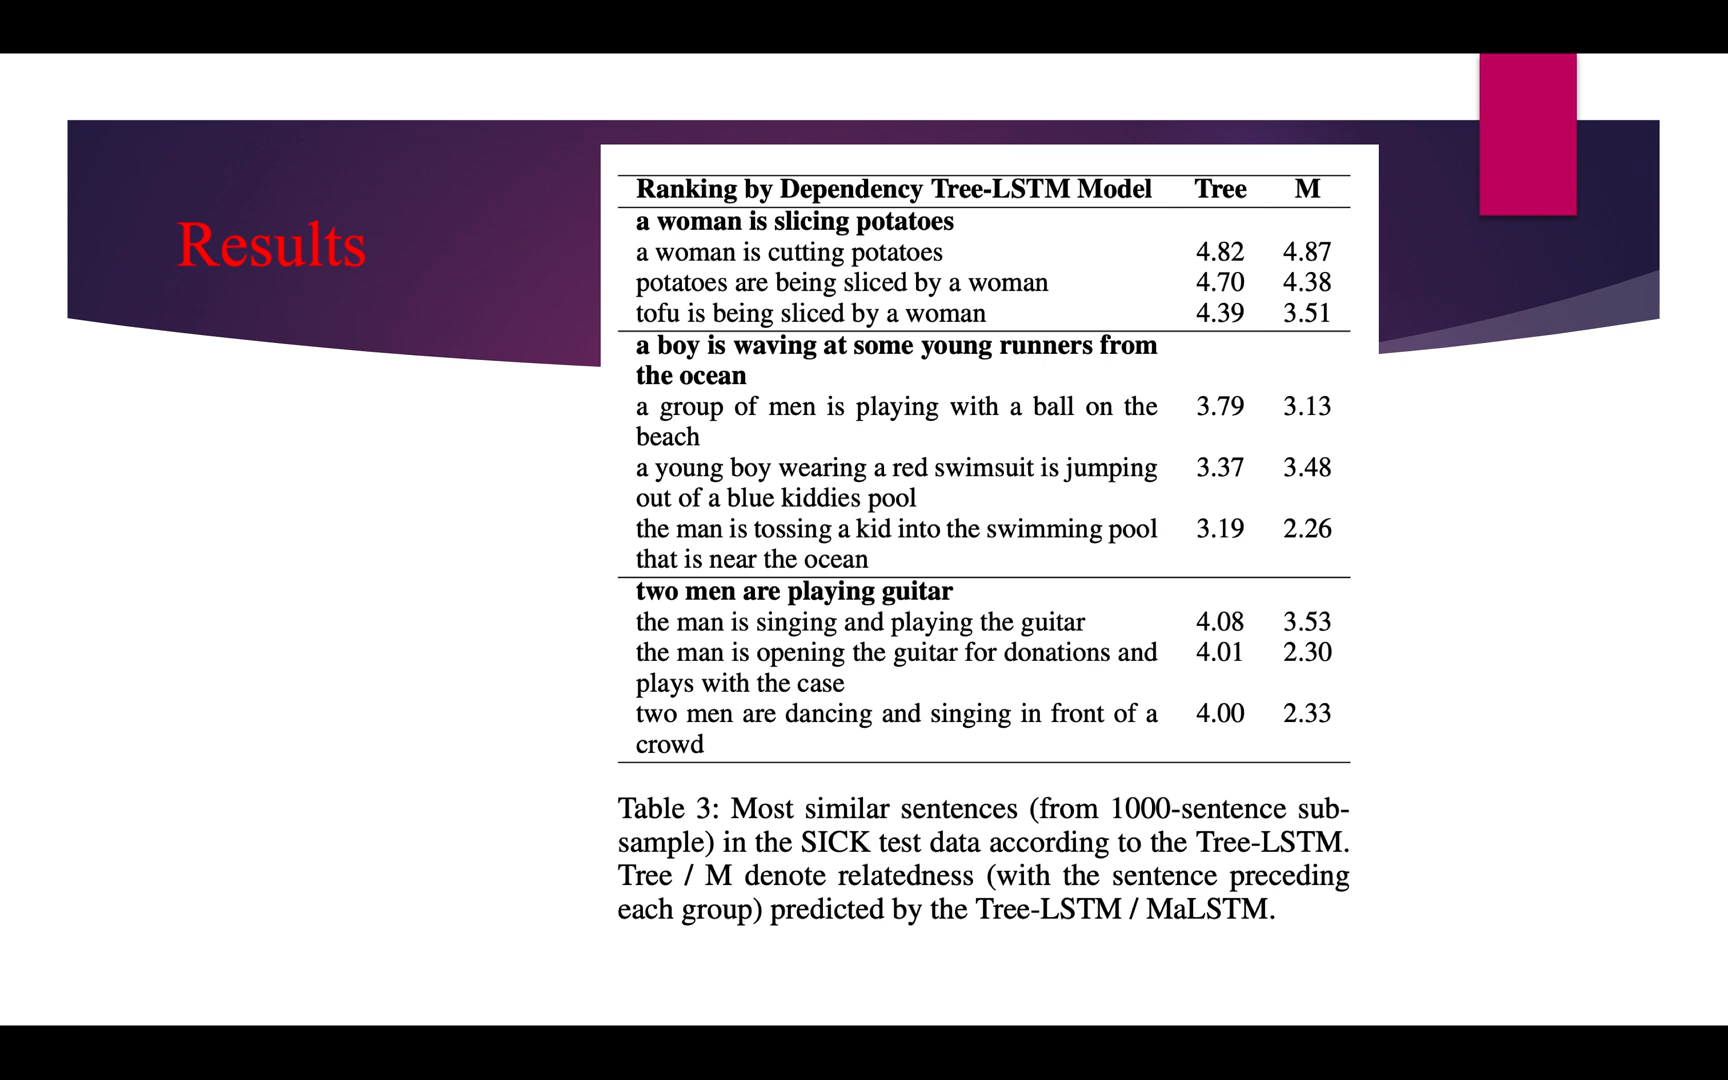 Results
Ranking by Dependency Tree-LSTM Model Tree M
a woman is slicing potatoes
a woman is cutting potatoes 4.82 4.87
potatoes are being sliced by a woman 4.70 4.38
tofu is being sliced by a woman 4.39 3.51
a boy is waving at some young runners from
the ocean
a group of men is playing with a ball on the 3.79 3.13
beach
a young boy wearing a red swimsuit is jumping 3.37 3.48
out of a blue kiddies pool
the man is tossing a kid into the swimming pool 3.19 2.26
that is near the ocean
two men are playing guitar
the man is singing and playing the guitar 4.08 3.53
the man is opening the guitar for donations and 4.01 2.30
plays with the case
two men are dancing and singing in front of a 4.00 2.33
crowd
Table 3: Most similar sentences (from 1000-sentence sub-
sample) in the SICK test data according to the Tree-LSTM.
Tree / M denote relatedness (with the sentence preceding
each group) predicted by the Tree-LSTM / MaLSTM.